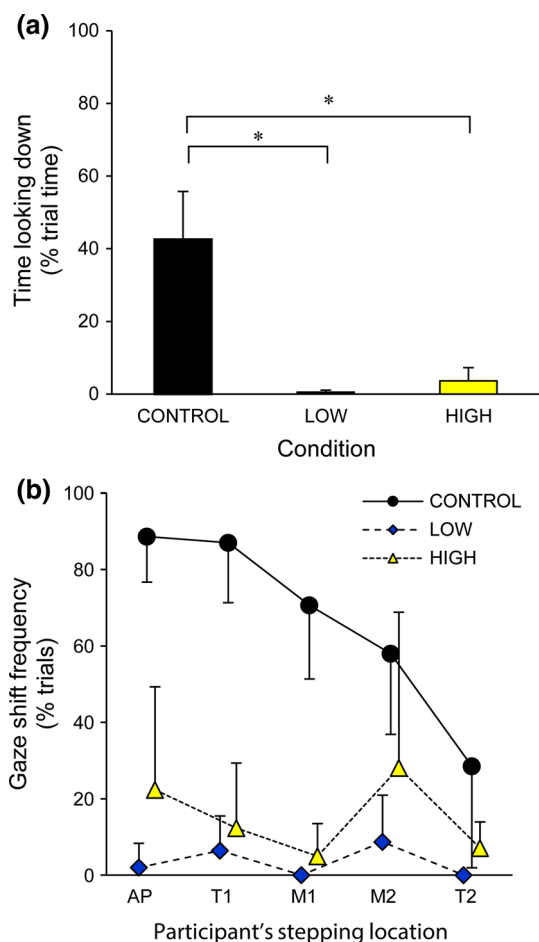 (a)
100
80
60
40
20
0
Time looking down
(% trial time)
*
*
CONTROL LOW HIGH
Condition
(b)
100
80
60
40
20
0
Gaze shift frequency
(% trials)
CONTROL
LOW
HIGH
AP T1 M1 M2 T2
Participant's stepping location